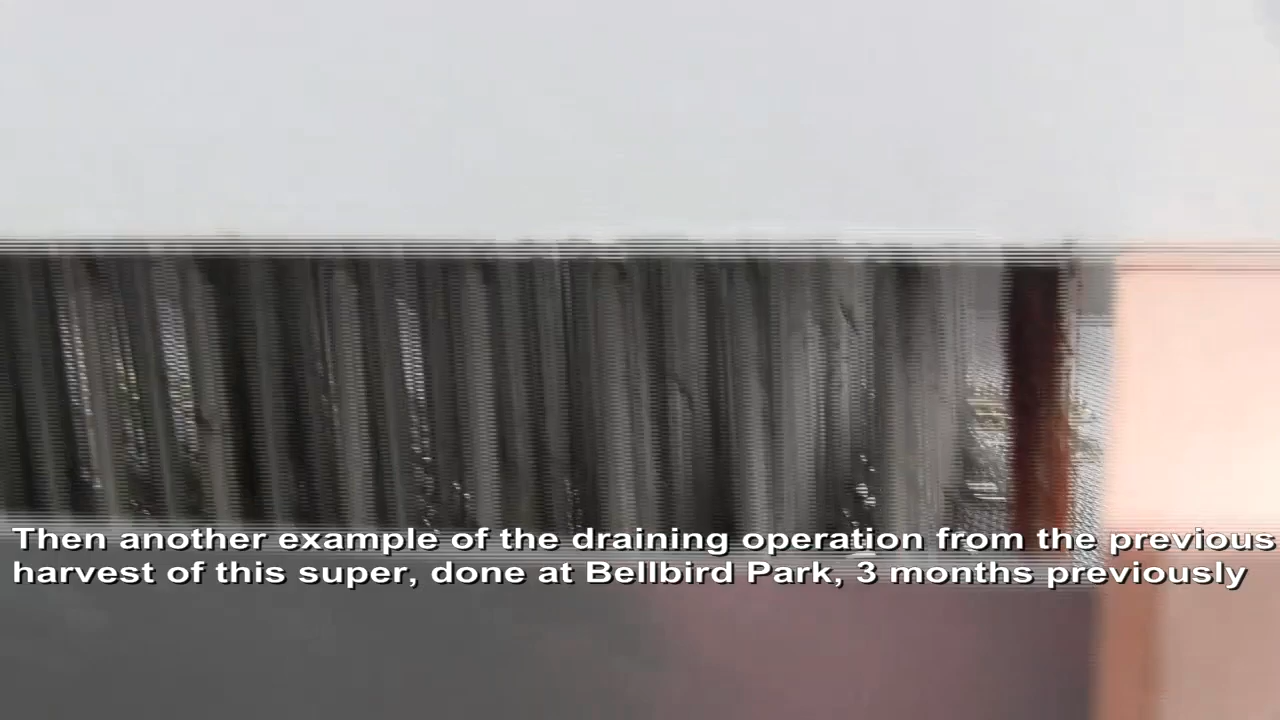 Then another example of the draining operation from the previous
harvest of this super, done at Bellbird Park, 3 months previously